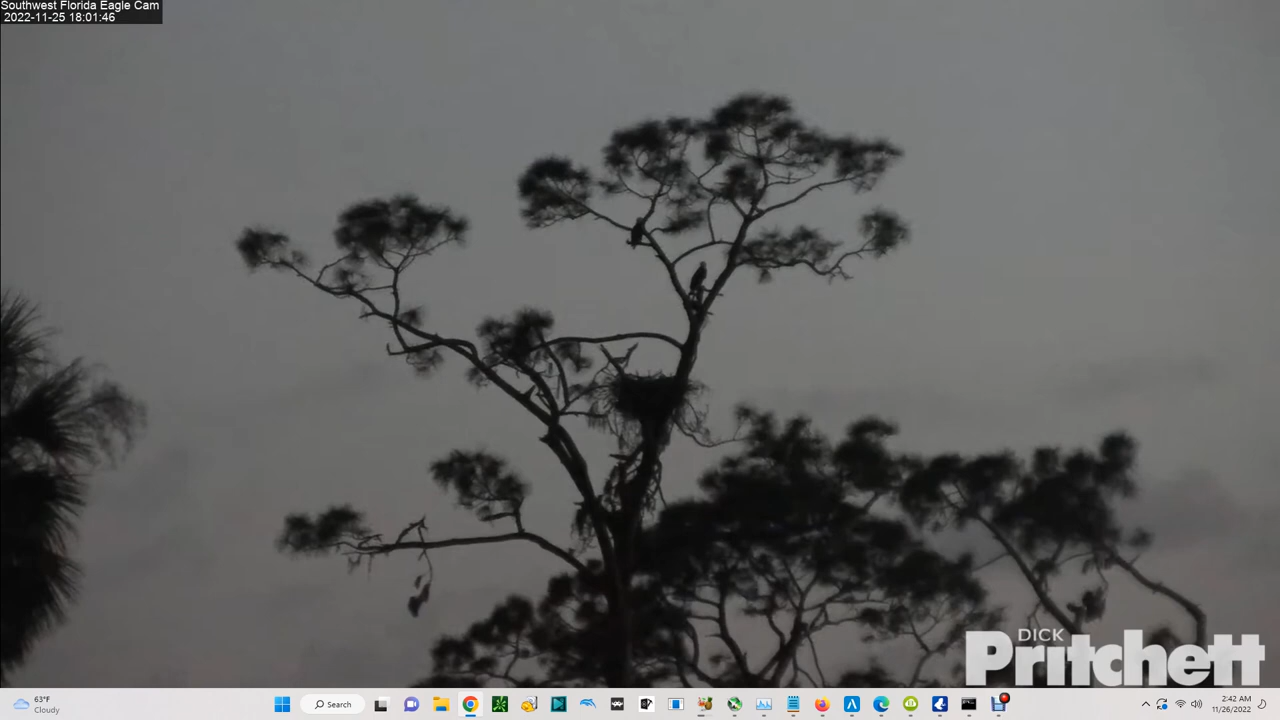 Southwest Florida Eagle Cam
2022-11-25 18:01:46
DICK
Pritchett
63°F
Cloudy
Search
2:42 AM
11/26/2022